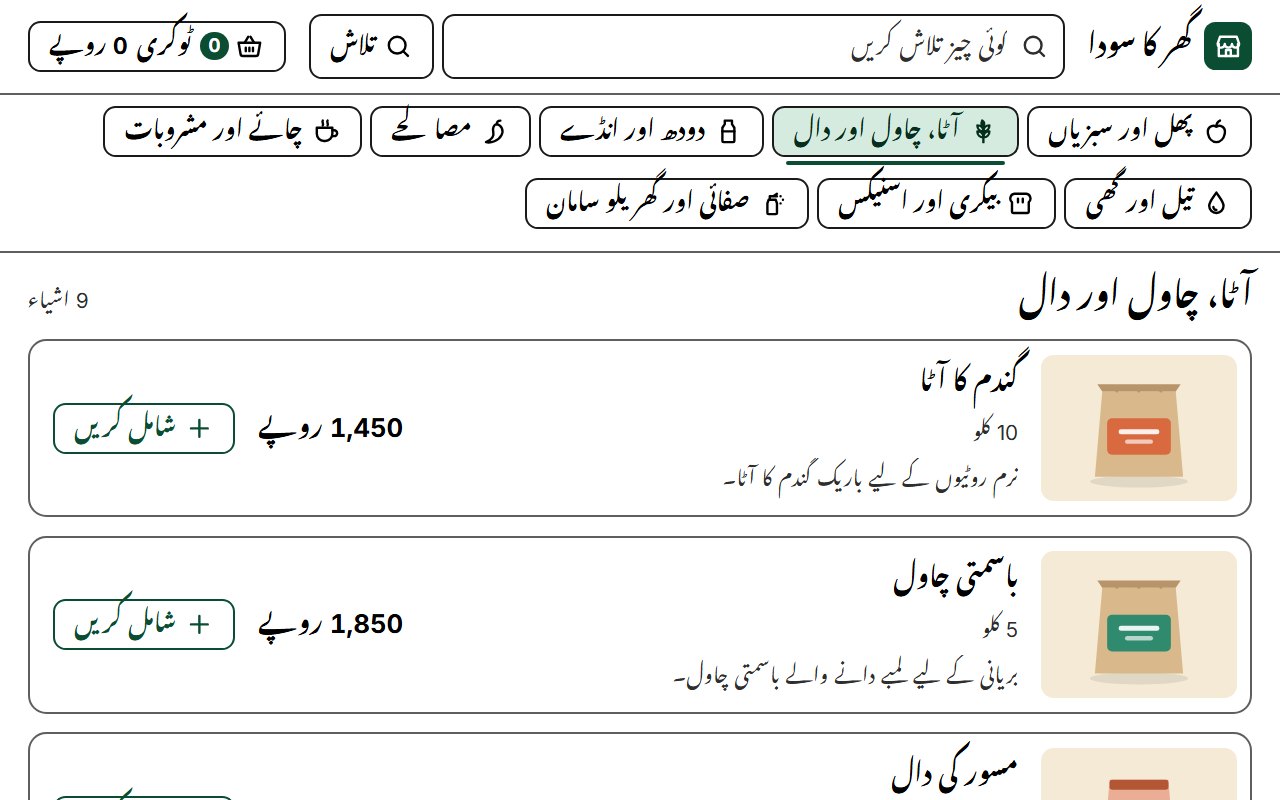 گھر کا سودا
کوئی چیز تلاش کریں
تلاش
0 ٹوکری 0 روپے
پھل اور سبزیاں
آٹا، چاول اور دال
دودھ اور انڈے
مصالحے
چائے اور مشروبات
تیل اور گھی
بیکری اور اسنیکس
صفائی اور گھریلو سامان
آٹا، چاول اور دال
9 اشیاء
گندم کا آٹا
10 کلو
نرم روٹیوں کے لیے باریک گندم کا آٹا۔
1,450 روپے
شامل کریں
باسمتی چاول
5 کلو
بریانی کے لیے لمبے دانے والے باسمتی چاول۔
1,850 روپے
شامل کریں
مسور کی دال